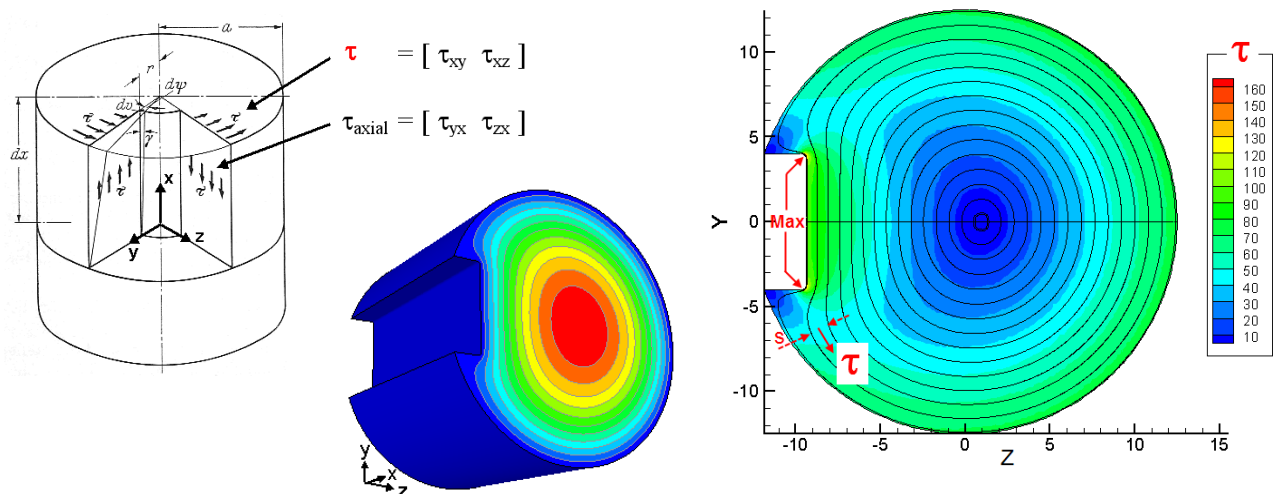 a
r
dψ
dv
τ
τ
γ
dx
τ
τ
x
y
z
τ = [ τxy τxz ]
τaxial = [ τyx τzx ]
y
x
z
Y
10
5
0
-5
-10
-10 -5 0 5 10 15
Z
Max
S
τ
τ
160
150
140
130
120
110
100
90
80
70
60
50
40
30
20
10